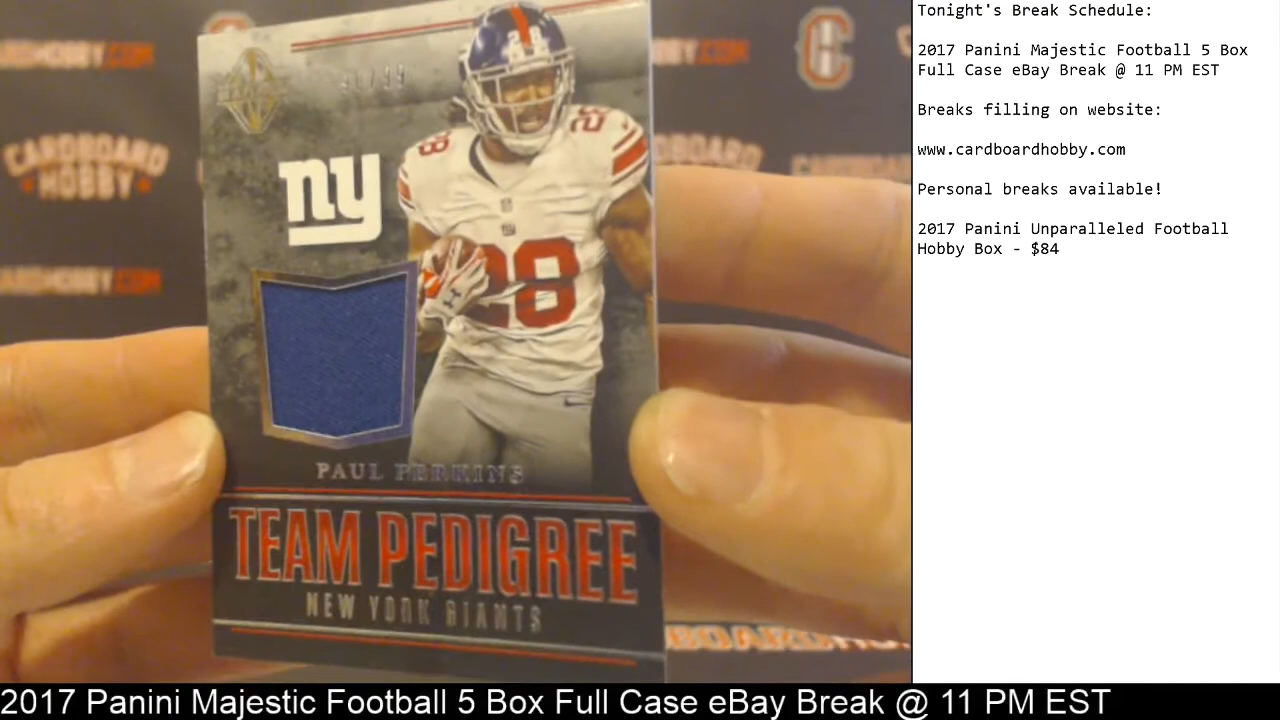 Tonight's Break Schedule:
2017 Panini Majestic Football 5 Box
Full Case eBay Break @ 11 PM EST
Breaks filling on website:
www.cardboardhobby.com
Personal breaks available!
2017 Panini Unparalleled Football
Hobby Box - $84
CARDBOARD
HOBBY
ny
28
28
28
PAUL PERKINS
TEAM PEDIGREE
NEW YORK GIANTS
2017 Panini Majestic Football 5 Box Full Case eBay Break @ 11 PM EST